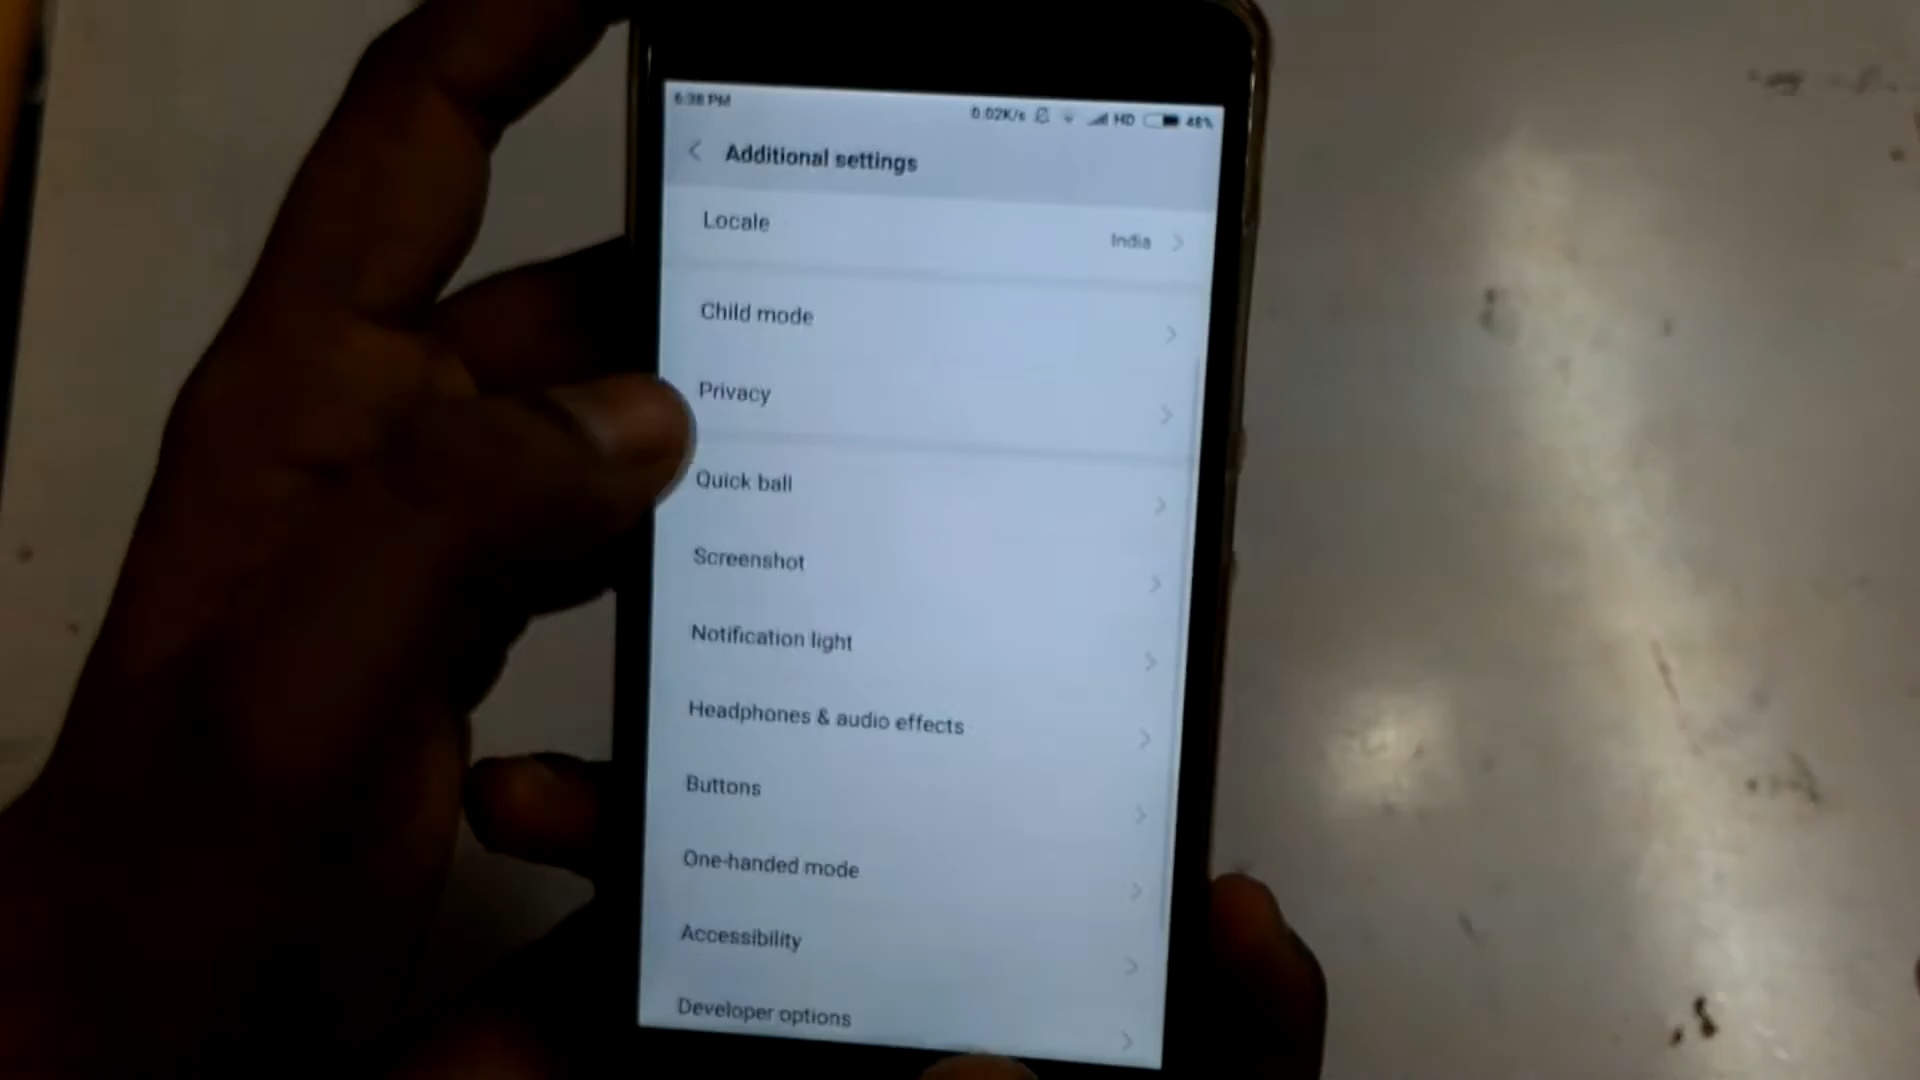 6:38 PM
0.02K/s HD 48%
Additional settings
Locale
India
Child mode
Privacy
Quick ball
Screenshot
Notification light
Headphones & audio effects
Buttons
One-handed mode
Accessibility
Developer options